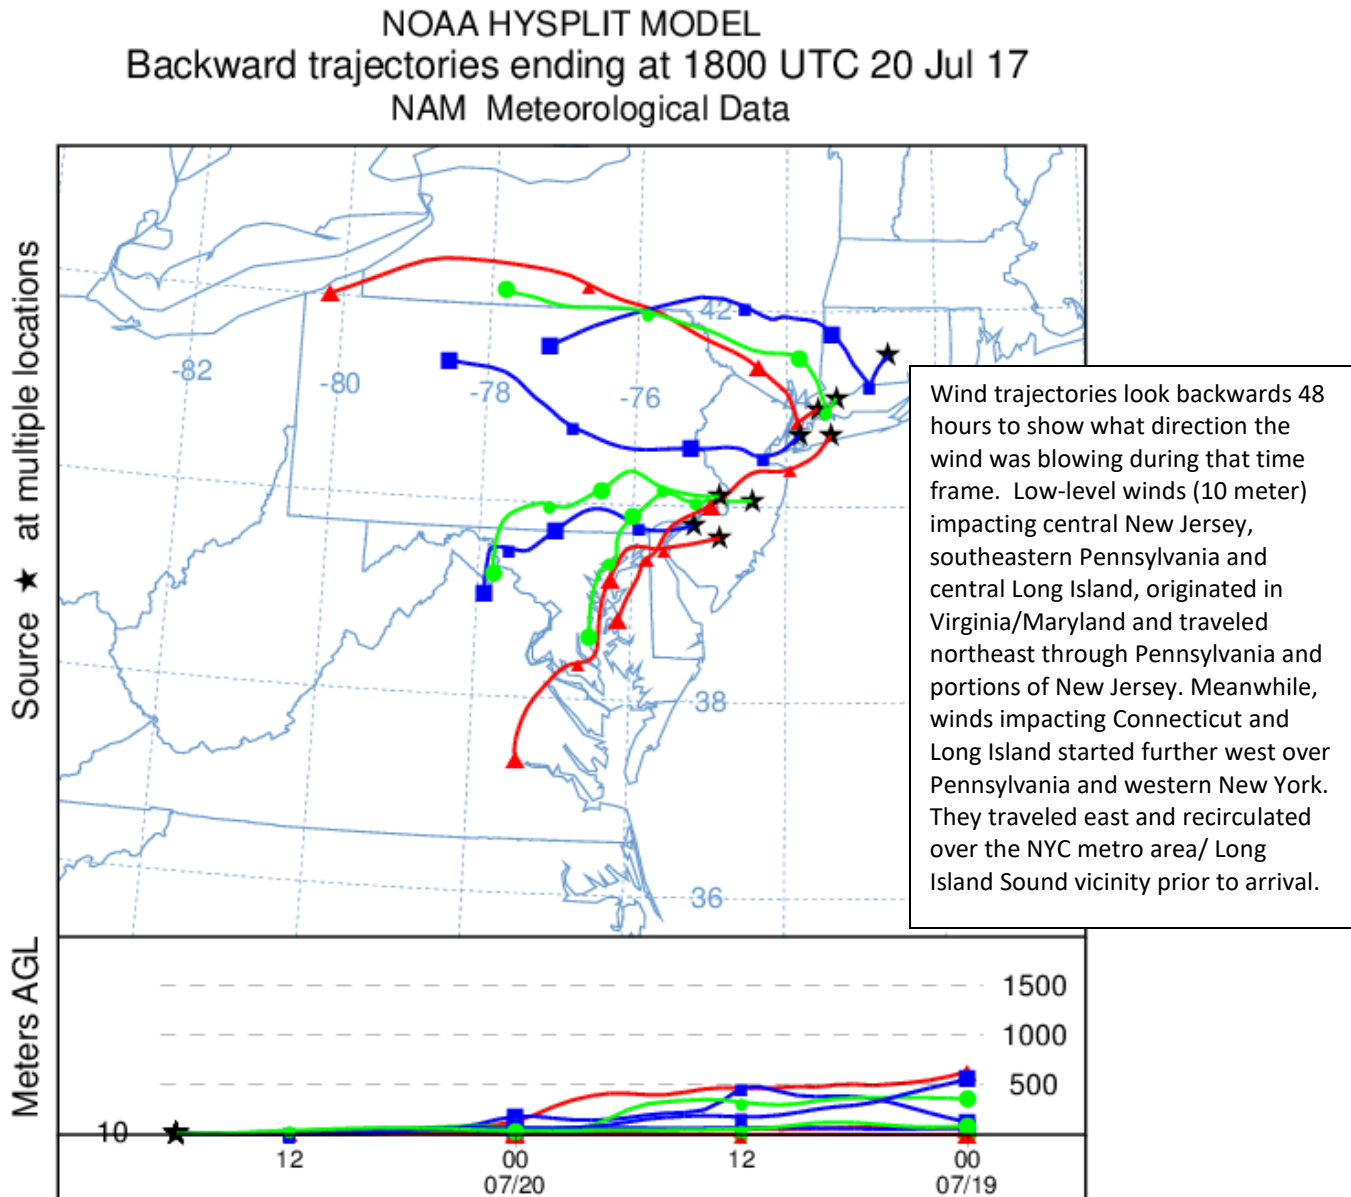 NOAA HYSPLIT MODEL
Backward trajectories ending at 1800 UTC 20 Jul 17
NAM Meteorological Data
Source ★ at multiple locations
42
-82
-80
-78
-76
38
36
Wind trajectories look backwards 48
hours to show what direction the
wind was blowing during that time
frame. Low-level winds (10 meter)
impacting central New Jersey,
southeastern Pennsylvania and
central Long Island, originated in
Virginia/Maryland and traveled
northeast through Pennsylvania and
portions of New Jersey. Meanwhile,
winds impacting Connecticut and
Long Island started further west over
Pennsylvania and western New York.
They traveled east and recirculated
over the NYC metro area/ Long
Island Sound vicinity prior to arrival.
Meters AGL
1500
1000
500
10
12 00 12 00
07/20 07/19